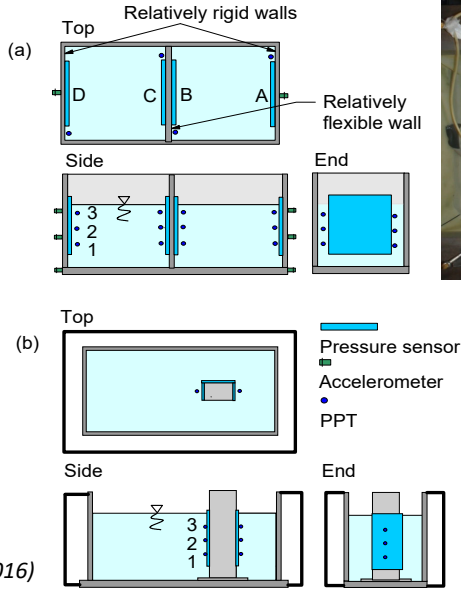 Relatively rigid walls
(a)
Top
D
C
B
A
Relatively
flexible wall
Side
End
3
2
1
(b)
Top
Pressure sensor
Accelerometer
PPT
Side
End
3
2
1
016)